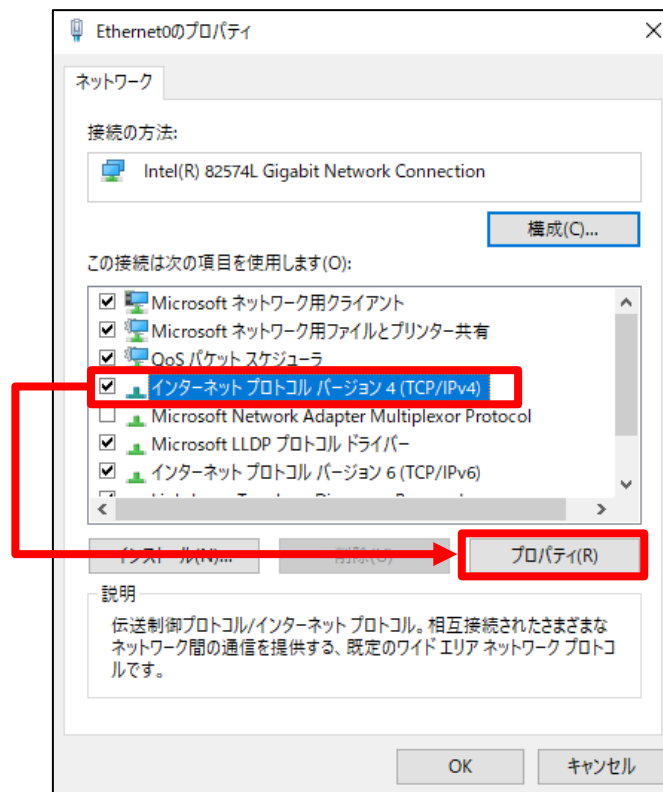 Ethernet0のプロパティ
ネットワーク
接続の方法:
Intel(R) 82574L Gigabit Network Connection
構成(C)...
この接続は次の項目を使用します(O):
Microsoft ネットワーク用クライアント
Microsoft ネットワーク用ファイルとプリンター共有
QoS パケット スケジューラ
インターネット プロトコル バージョン 4 (TCP/IPv4)
Microsoft Network Adapter Multiplexor Protocol
Microsoft LLDP プロトコル ドライバー
インターネット プロトコル バージョン 6 (TCP/IPv6)
インストール(N)...
削除(U)
プロパティ(R)
説明
伝送制御プロトコル/インターネット プロトコル。相互接続されたさまざまな
ネットワーク間の通信を提供する、既定のワイド エリア ネットワーク プロトコ
ルです。
OK
キャンセル